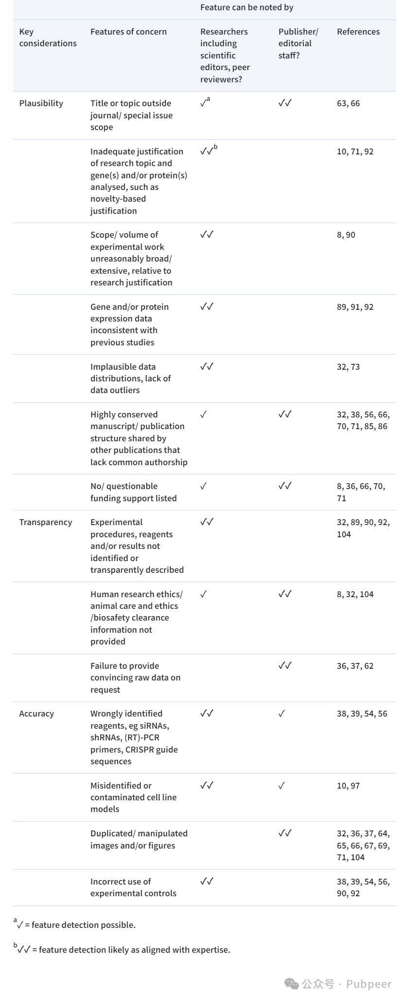 Feature can be noted by
Key considerations Features of concern Researchers including scientific editors, peer reviewers? Publisher/ editorial staff? References
Plausibility Title or topic outside journal/ special issue scope ✓a ✓✓ 63, 66
Inadequate justification of research topic and gene(s) and/or protein(s) analysed, such as novelty-based justification ✓✓b 10, 71, 92
Scope/ volume of experimental work unreasonably broad/ extensive, relative to research justification ✓✓ 8, 90
Gene and/or protein expression data inconsistent with previous studies ✓✓ 89, 91, 92
Implausible data distributions, lack of data outliers ✓✓ 32, 73
Highly conserved manuscript/ publication structure shared by other publications that lack common authorship ✓ ✓✓ 32, 38, 56, 66, 70, 71, 85, 86
No/ questionable funding support listed ✓ ✓✓ 8, 36, 66, 70, 71
Transparency Experimental procedures, reagents and/or results not identified or transparently described ✓✓ 32, 89, 90, 92, 104
Human research ethics/ animal care and ethics /biosafety clearance information not provided ✓ ✓✓ 8, 32, 104
Failure to provide convincing raw data on request ✓✓ 36, 37, 62
Accuracy Wrongly identified reagents, eg siRNAs, shRNAs, (RT)-PCR primers, CRISPR guide sequences ✓✓ ✓ 38, 39, 54, 56
Misidentified or contaminated cell line models ✓✓ ✓ 10, 97
Duplicated/ manipulated images and/or figures ✓✓ 32, 36, 37, 64, 65, 66, 67, 69, 71, 104
Incorrect use of experimental controls ✓✓ 38, 39, 54, 56, 90, 92
a✓ = feature detection possible.
b✓✓ = feature detection likely as aligned with expertise.
公众号 · Pubpeer